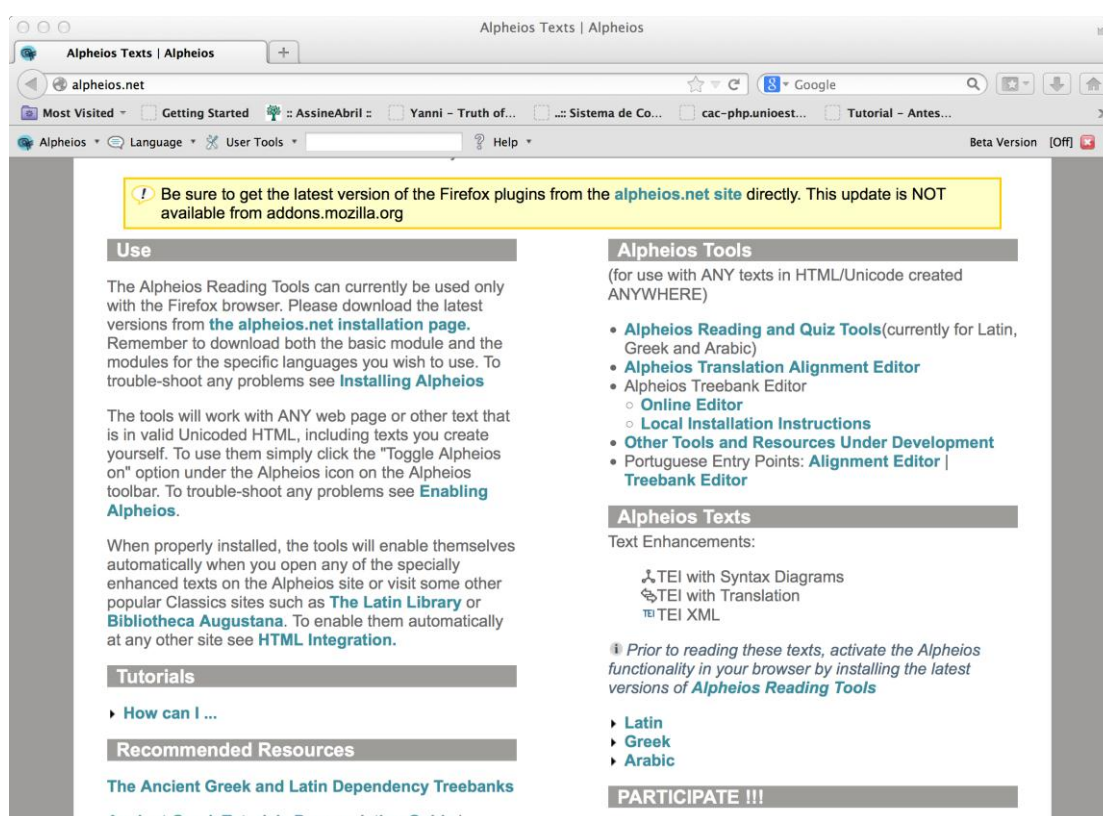 Alpheios Texts | Alpheios
Alpheios Texts | Alpheios
alpheios.net
Google
Most Visited
Getting Started
:: AssineAbril ::
Yanni – Truth of...
..:: Sistema de Co...
cac-php.unioest...
Tutorial – Antes...
Alpheios
Language
User Tools
Help
Beta Version [Off]
Be sure to get the latest version of the Firefox plugins from the alpheios.net site directly. This update is NOT
available from addons.mozilla.org
Use
The Alpheios Reading Tools can currently be used only
with the Firefox browser. Please download the latest
versions from the alpheios.net installation page.
Remember to download both the basic module and the
modules for the specific languages you wish to use. To
trouble-shoot any problems see Installing Alpheios
The tools will work with ANY web page or other text that
is in valid Unicoded HTML, including texts you create
yourself. To use them simply click the "Toggle Alpheios
on" option under the Alpheios icon on the Alpheios
toolbar. To trouble-shoot any problems see Enabling
Alpheios.
When properly installed, the tools will enable themselves
automatically when you open any of the specially
enhanced texts on the Alpheios site or visit some other
popular Classics sites such as The Latin Library or
Bibliotheca Augustana. To enable them automatically
at any other site see HTML Integration.
Tutorials
How can I ...
Recommended Resources
The Ancient Greek and Latin Dependency Treebanks
Alpheios Tools
(for use with ANY texts in HTML/Unicode created
ANYWHERE)
Alpheios Reading and Quiz Tools(currently for Latin,
Greek and Arabic)
Alpheios Translation Alignment Editor
Alpheios Treebank Editor
Online Editor
Local Installation Instructions
Other Tools and Resources Under Development
Portuguese Entry Points: Alignment Editor |
Treebank Editor
Alpheios Texts
Text Enhancements:
TEI with Syntax Diagrams
TEI with Translation
TEI TEI XML
Prior to reading these texts, activate the Alpheios
functionality in your browser by installing the latest
versions of Alpheios Reading Tools
Latin
Greek
Arabic
PARTICIPATE !!!